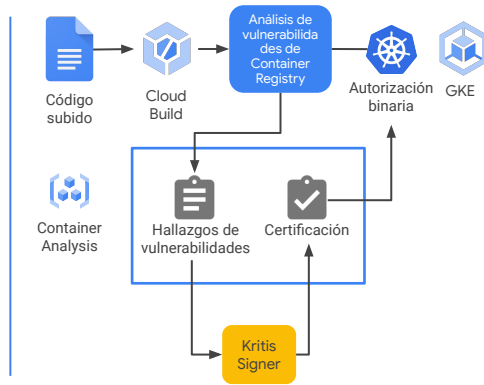 Código
subido
Cloud
Build
Análisis de
vulnerabilida
des de
Container
Registry
Autorización
binaria
GKE
Container
Analysis
Hallazgos de
vulnerabilidades
Certificación
Kritis
Signer